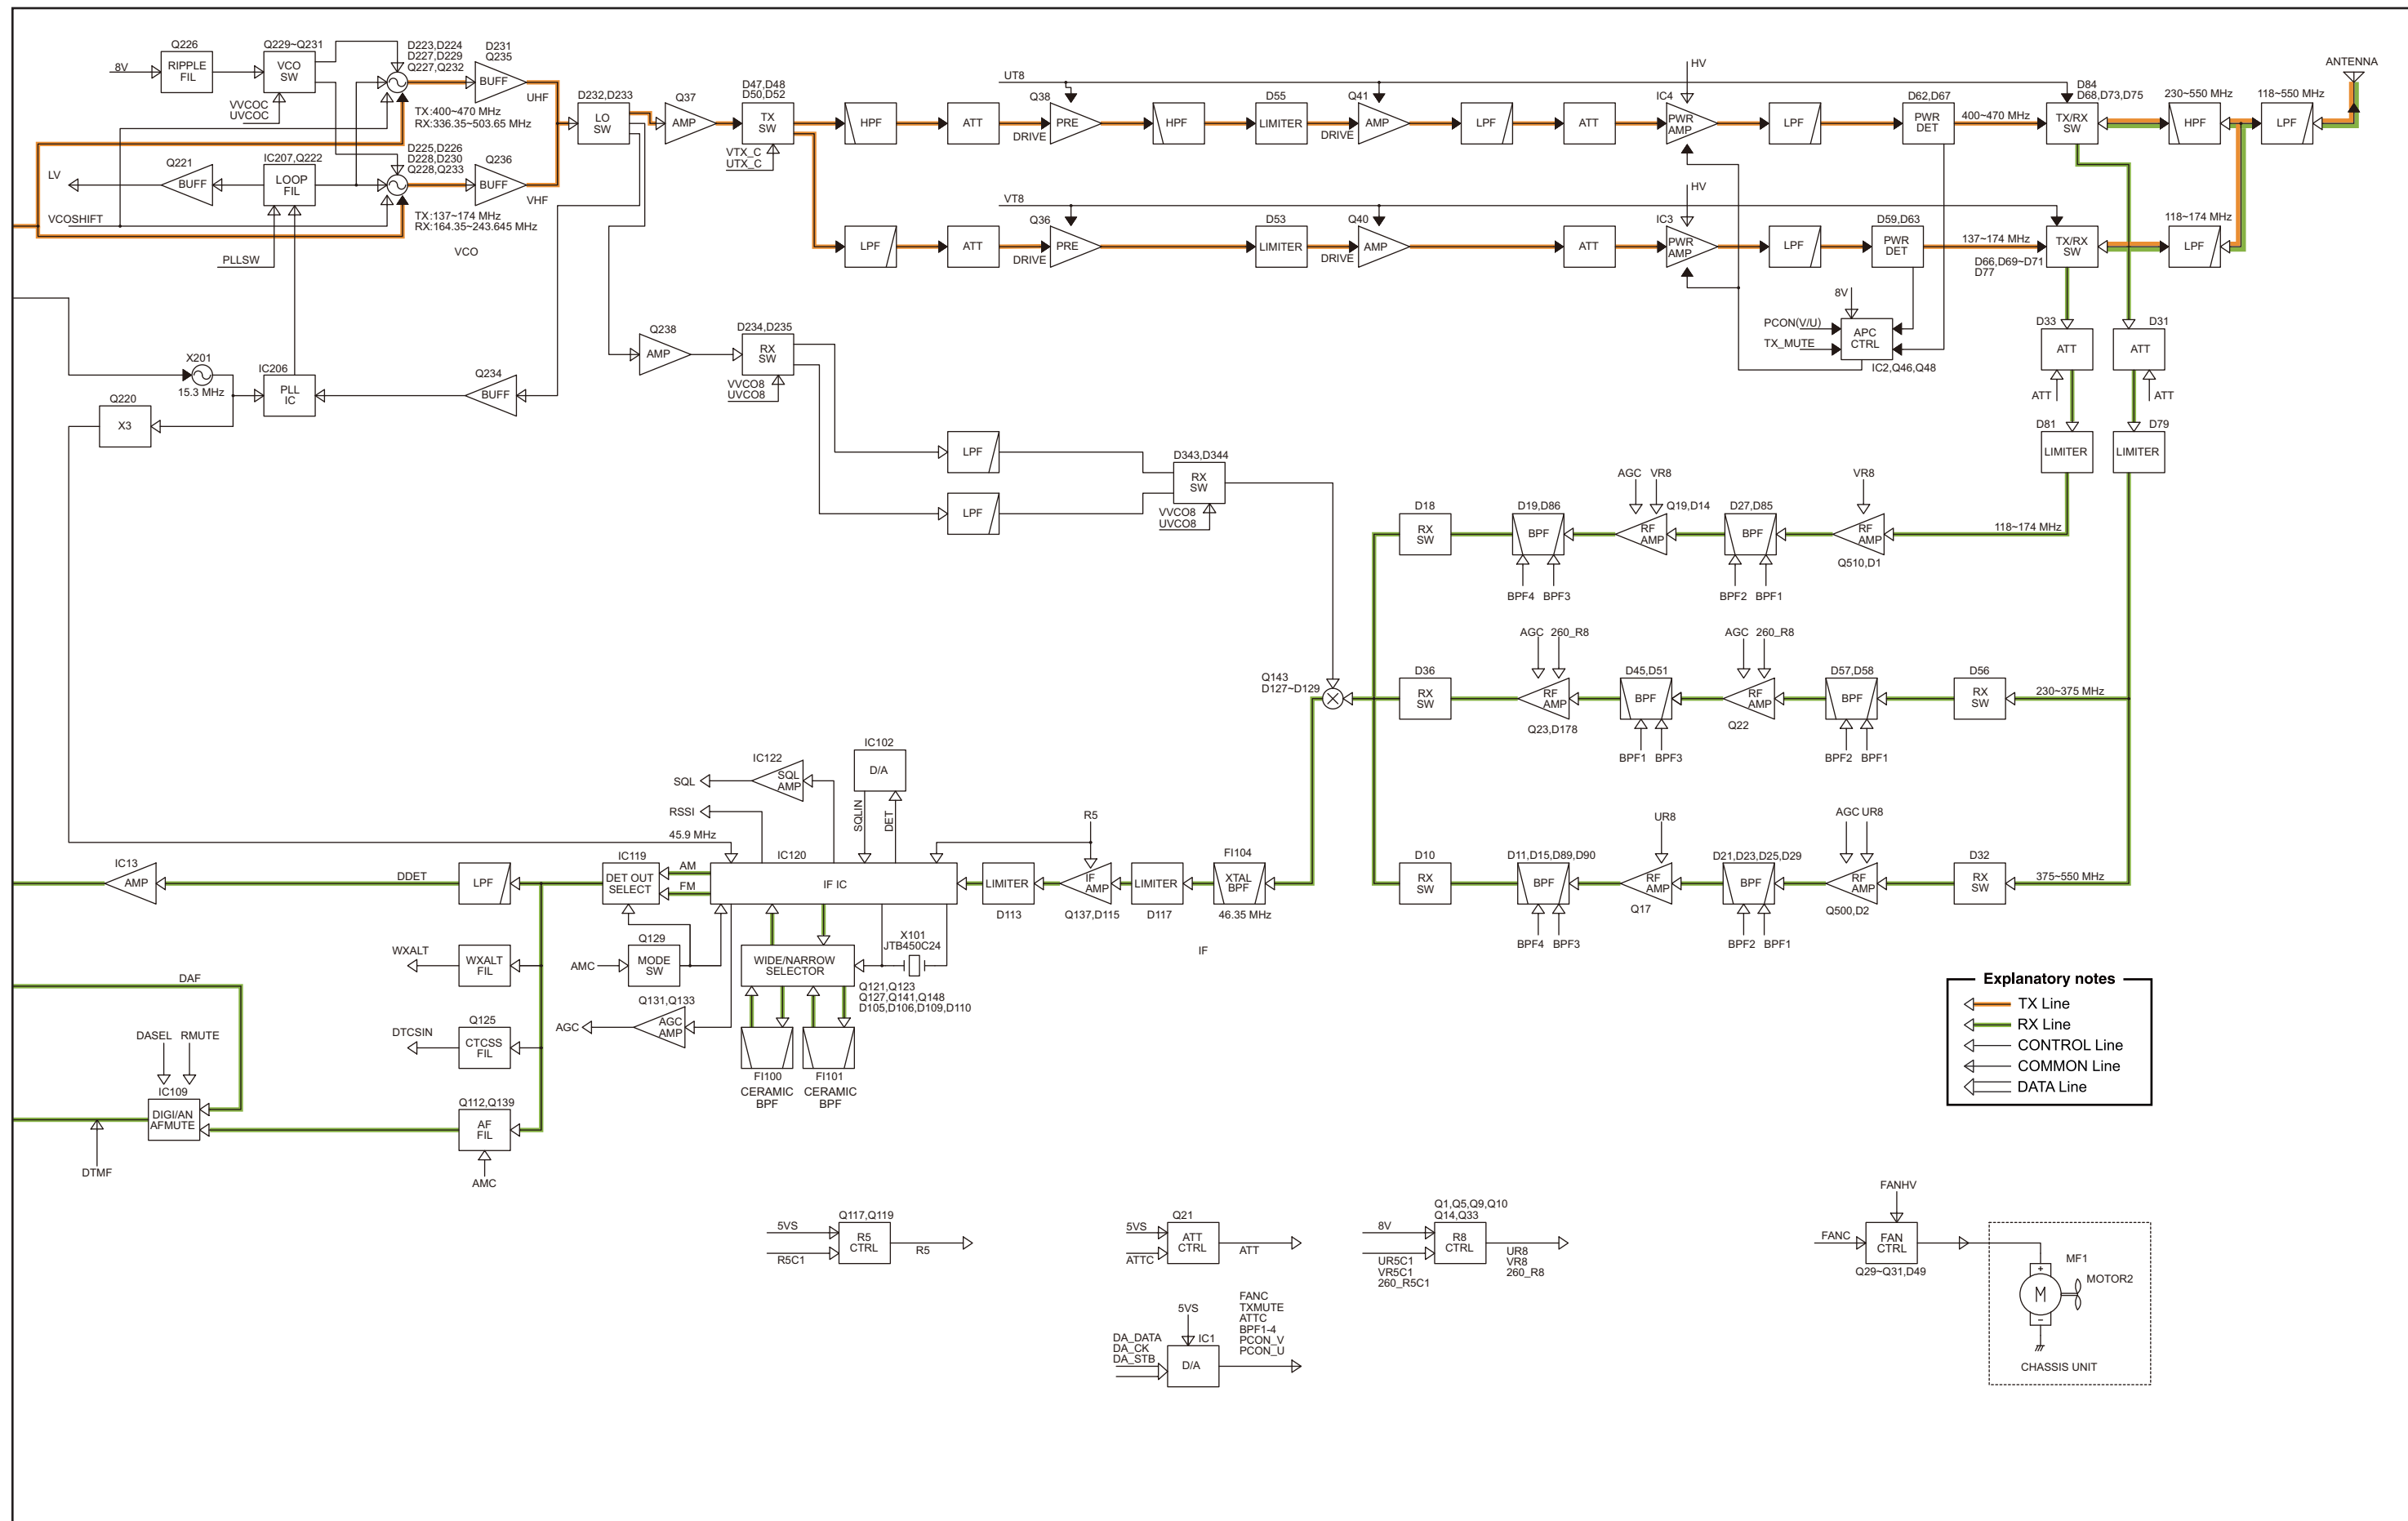 Q226
RIPPLE
FIL
8V
Q229~Q231
VCO
SW
VVCOC
UVCOC
D223,D224
D227,D229
Q227,Q232
D231
Q235
BUFF
UHF
TX:400~470 MHz
RX:336.35~503.65 MHz
D225,D226
D228,D230
Q228,Q233
Q236
BUFF
VHF
TX:137~174 MHz
RX:164.35~243.645 MHz
VCO
LV
Q221
BUFF
IC207,Q222
LOOP
FIL
VCOSHIFT
PLLSW
D232,D233
LO
SW
Q37
AMP
D47,D48
D50,D52
TX
SW
VTX_C
UTX_C
HPF
ATT
UT8
Q38
PRE
DRIVE
HPF
D55
LIMITER
Q41
AMP
DRIVE
LPF
ATT
HV
IC4
PWR
AMP
LPF
D62,D67
PWR
DET
400~470 MHz
D84
D68,D73,D75
TX/RX
SW
230~550 MHz
HPF
118~550 MHz
LPF
ANTENNA
LPF
ATT
VT8
Q36
PRE
DRIVE
D53
LIMITER
Q40
AMP
DRIVE
ATT
HV
IC3
PWR
AMP
LPF
D59,D63
PWR
DET
137~174 MHz
TX/RX
SW
D66,D69~D71
D77
118~174 MHz
LPF
8V
PCON(V/U)
TX_MUTE
APC
CTRL
IC2,Q46,Q48
D33
ATT
ATT
D31
ATT
ATT
D81
LIMITER
D79
LIMITER
X201
15.3 MHz
IC206
PLL
IC
Q220
X3
Q234
BUFF
Q238
AMP
D234,D235
RX
SW
VVCO8
UVCO8
LPF
LPF
D343,D344
RX
SW
VVCO8
UVCO8
D18
RX
SW
D19,D86
BPF
BPF4
BPF3
AGC
VR8
Q19,D14
RF
AMP
D27,D85
BPF
BPF2
BPF1
VR8
RF
AMP
Q510,D1
118~174 MHz
Q143
D127~D129
D36
RX
SW
AGC
260_R8
RF
AMP
Q23,D178
D45,D51
BPF
BPF1
BPF3
AGC
260_R8
RF
AMP
Q22
D57,D58
BPF
BPF2
BPF1
D56
RX
SW
230~375 MHz
D10
RX
SW
D11,D15,D89,D90
BPF
BPF4
BPF3
UR8
RF
AMP
Q17
D21,D23,D25,D29
BPF
BPF2
BPF1
AGC
UR8
RF
AMP
Q500,D2
D32
RX
SW
375~550 MHz
IC122
SQL
AMP
SQL
RSSI
45.9 MHz
IC102
D/A
SQLIN
DET
R5
IC13
AMP
DDET
LPF
IC119
DET OUT
SELECT
AM
FM
IC120
IF IC
LIMITER
D113
IF
AMP
Q137,D115
LIMITER
D117
FI104
XTAL
BPF
46.35 MHz
IF
WXALT
WXALT
FIL
AMC
Q129
MODE
SW
WIDE/NARROW
SELECTOR
X101
JTB450C24
Q121,Q123
Q127,Q141,Q148
D105,D106,D109,D110
DAF
DASEL
RMUTE
IC109
DIGI/AN
AFMUTE
DTMF
DTCSIN
Q125
CTCSS
FIL
AGC
Q131,Q133
AGC
AMP
FI100
CERAMIC
BPF
FI101
CERAMIC
BPF
Q112,Q139
AF
FIL
AMC
Explanatory notes
TX Line
RX Line
CONTROL Line
COMMON Line
DATA Line
5VS
R5C1
Q117,Q119
R5
CTRL
R5
5VS
ATTC
Q21
ATT
CTRL
ATT
8V
UR5C1
VR5C1
260_R5C1
Q1,Q5,Q9,Q10
Q14,Q33
R8
CTRL
UR8
VR8
260_R8
FANHV
FANC
FAN
CTRL
Q29~Q31,D49
MF1
MOTOR2
+
M
−
CHASSIS UNIT
5VS
IC1
DA_DATA
DA_CK
DA_STB
D/A
FANC
TXMUTE
ATTC
BPF1-4
PCON_V
PCON_U